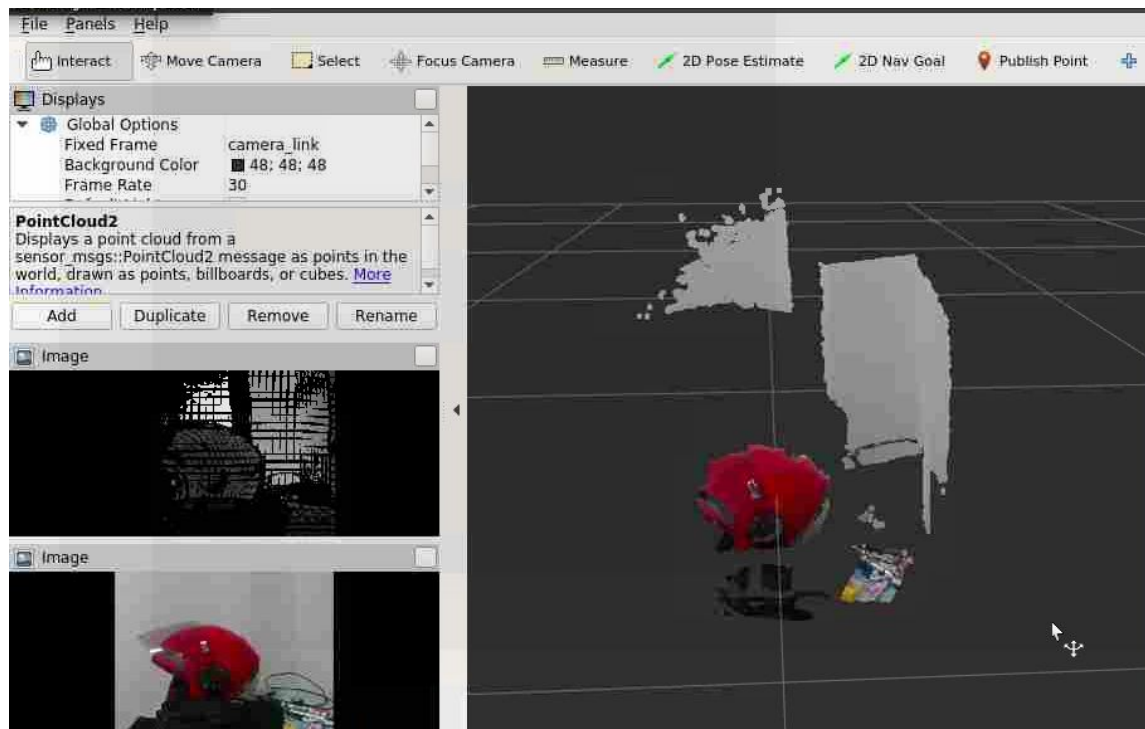 File Panels Help
Interact Move Camera Select Focus Camera Measure 2D Pose Estimate 2D Nav Goal Publish Point
Displays
Global Options
Fixed Frame camera_link
Background Color 48; 48; 48
Frame Rate 30
PointCloud2
Displays a point cloud from a
sensor_msgs::PointCloud2 message as points in the
world, drawn as points, billboards, or cubes. More
Information
Add Duplicate Remove Rename
Image
Image